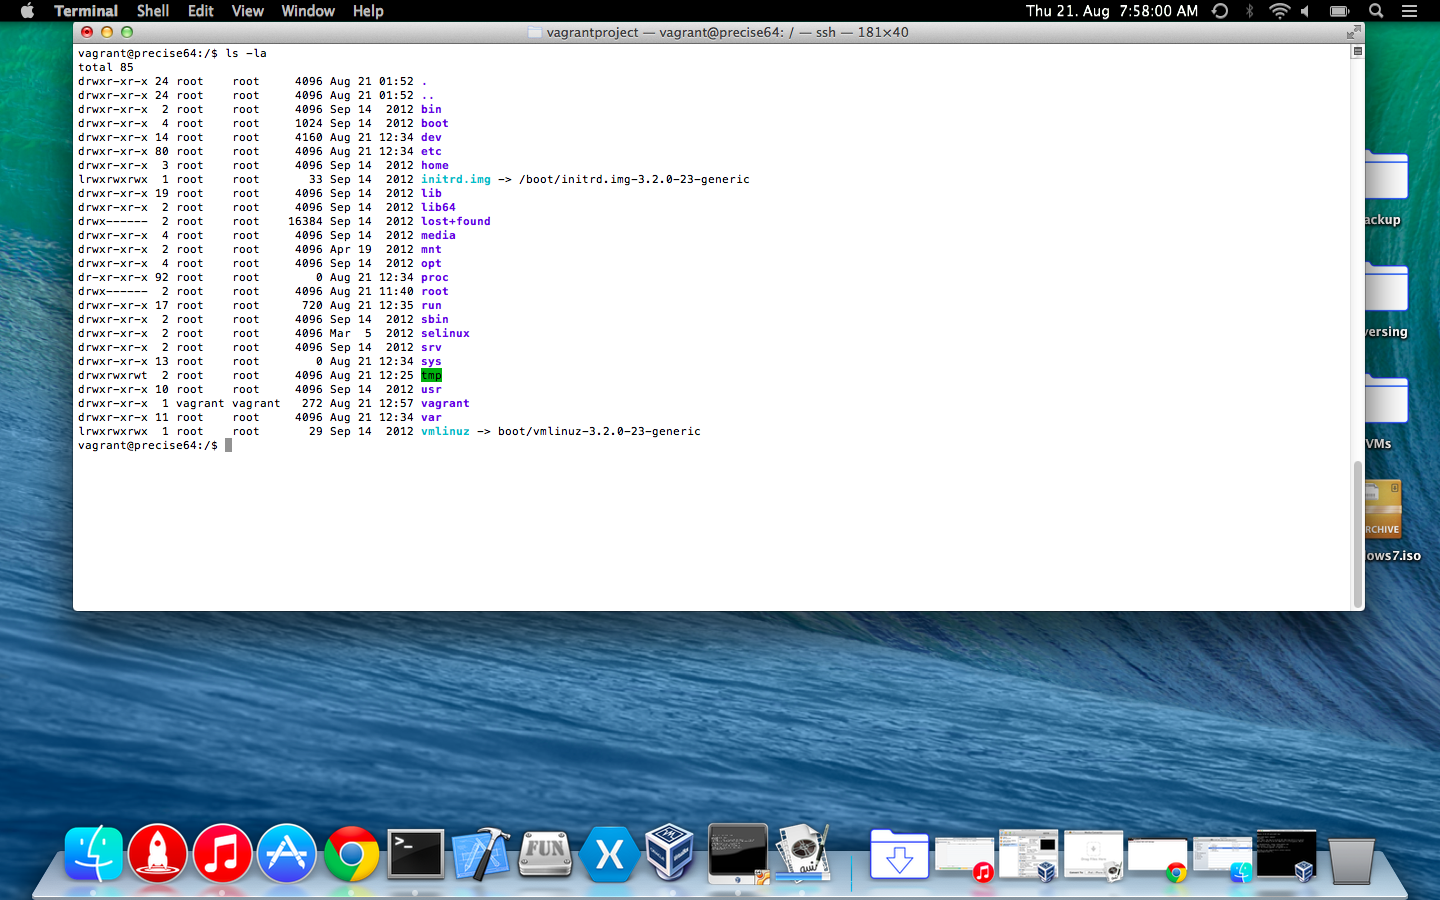 Terminal Shell Edit View Window Help Thu 21. Aug 7:58:00 AM
vagrantproject — vagrant@precise64: / — ssh — 181×40
vagrant@precise64:/$ ls -la
total 85
drwxr-xr-x 24 root    root     4096 Aug 21 01:52 .
drwxr-xr-x 24 root    root     4096 Aug 21 01:52 ..
drwxr-xr-x  2 root    root     4096 Sep 14  2012 bin
drwxr-xr-x  4 root    root     1024 Sep 14  2012 boot
drwxr-xr-x 14 root    root     4160 Aug 21 12:34 dev
drwxr-xr-x 80 root    root     4096 Aug 21 12:34 etc
drwxr-xr-x  3 root    root     4096 Sep 14  2012 home
lrwxrwxrwx  1 root    root       33 Sep 14  2012 initrd.img -> /boot/initrd.img-3.2.0-23-generic
drwxr-xr-x 19 root    root     4096 Sep 14  2012 lib
drwxr-xr-x  2 root    root     4096 Sep 14  2012 lib64
drwx------  2 root    root    16384 Sep 14  2012 lost+found
drwxr-xr-x  4 root    root     4096 Sep 14  2012 media
drwxr-xr-x  2 root    root     4096 Apr 19  2012 mnt
drwxr-xr-x  4 root    root     4096 Sep 14  2012 opt
dr-xr-xr-x 92 root    root        0 Aug 21 12:34 proc
drwx------  2 root    root     4096 Aug 21 11:40 root
drwxr-xr-x 17 root    root      720 Aug 21 12:35 run
drwxr-xr-x  2 root    root     4096 Sep 14  2012 sbin
drwxr-xr-x  2 root    root     4096 Mar  5  2012 selinux
drwxr-xr-x  2 root    root     4096 Sep 14  2012 srv
drwxr-xr-x 13 root    root        0 Aug 21 12:34 sys
drwxrwxrwt  2 root    root     4096 Aug 21 12:25 tmp
drwxr-xr-x 10 root    root     4096 Sep 14  2012 usr
drwxr-xr-x  1 vagrant vagrant   272 Aug 21 12:57 vagrant
drwxr-xr-x 11 root    root     4096 Aug 21 12:34 var
lrwxrwxrwx  1 root    root       29 Sep 14  2012 vmlinuz -> boot/vmlinuz-3.2.0-23-generic
vagrant@precise64:/$
ackup
versing
VMs
RCHIVE
ows7.iso
FUN